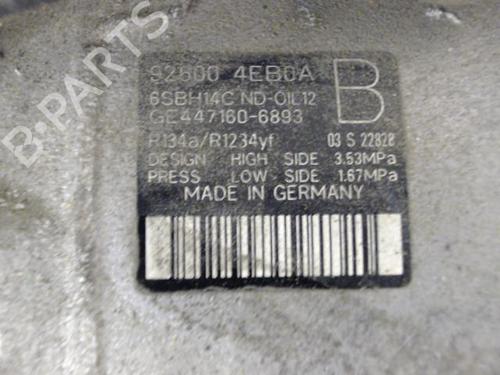 92600 4EB0A
B
6SBH14C ND-OIL12
GE447160-6893
R134a/R1234yf 03 S 22828
DESIGN HIGH SIDE 3.53MPa
PRESS LOW SIDE 1.67MPa
MADE IN GERMANY
B-PARTS